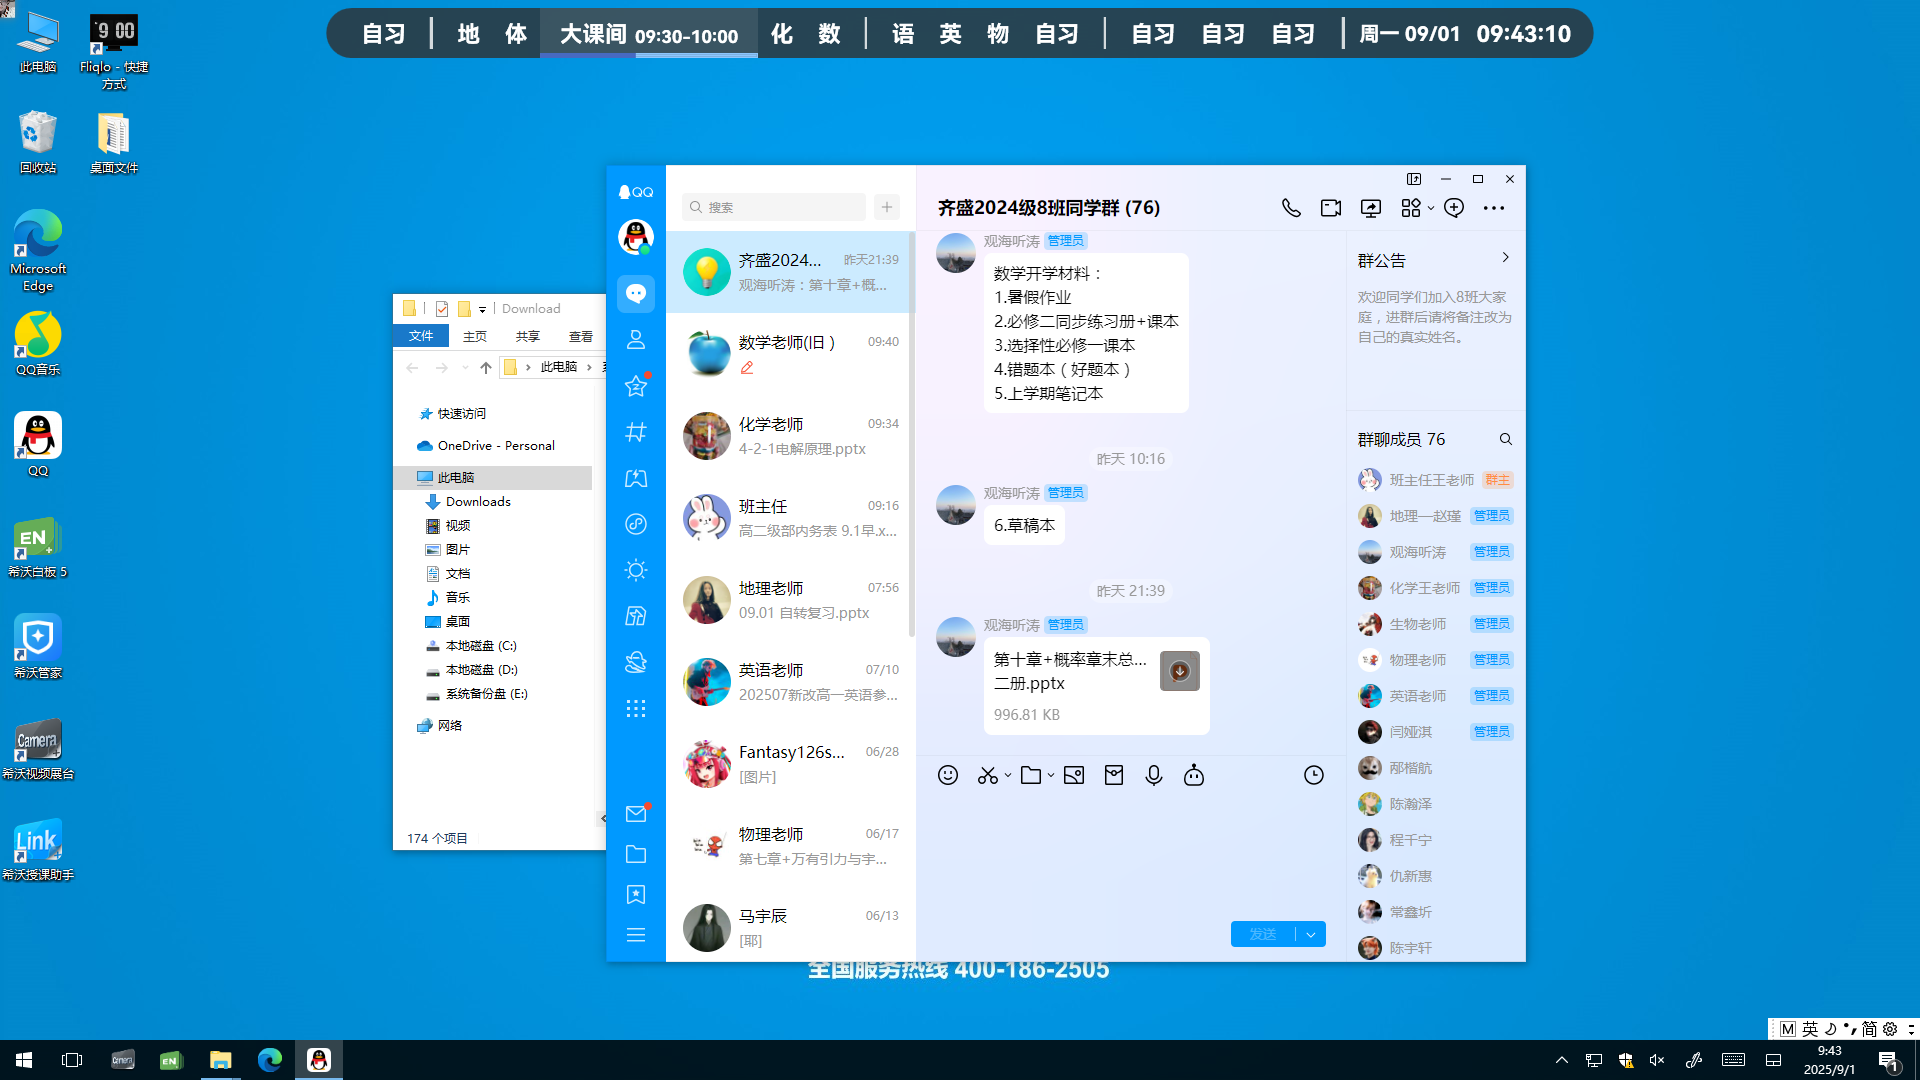 自习 地 体 大课间 09:30-10:00 化 数 语 英 物 自习 自习 自习 自习 周一 09/01 09:43:10
此电脑
Fliqlo - 快捷
方式
回收站
桌面文件
Microsoft
Edge
QQ音乐
QQ
EN
希沃白板 5
希沃管家
Camera
希沃视频展台
Link
希沃授课助手
Download
文件 主页 共享 查看
此电脑
快速访问
OneDrive - Personal
此电脑
Downloads
视频
图片
文档
音乐
桌面
本地磁盘 (C:)
本地磁盘 (D:)
系统备份盘 (E:)
网络
174 个项目
QQ
搜索
齐盛2024... 昨天21:39
观海听涛：第十章+概...
数学老师(旧 ) 09:40
化学老师 09:34
4-2-1电解原理.pptx
班主任 09:16
高二级部内务表 9.1早.x...
地理老师 07:56
09.01 自转复习.pptx
英语老师 07/10
202507新改高一英语参...
Fantasy126s... 06/28
[图片]
物理老师 06/17
第七章+万有引力与宇...
马宇辰 06/13
[耶]
齐盛2024级8班同学群 (76)
观海听涛 管理员
数学开学材料：
1.暑假作业
2.必修二同步练习册+课本
3.选择性必修一课本
4.错题本（好题本）
5.上学期笔记本
昨天 10:16
观海听涛 管理员
6.草稿本
昨天 21:39
观海听涛 管理员
第十章+概率章末总...
二册.pptx
996.81 KB
发送
群公告
欢迎同学们加入8班大家
庭，进群后请将备注改为
自己的真实姓名。
群聊成员 76
班主任王老师 群主
地理—赵瑾 管理员
观海听涛 管理员
化学王老师 管理员
生物老师 管理员
物理老师 管理员
英语老师 管理员
闫娅淇 管理员
邴楷航
陈瀚泽
程千宁
仇新惠
常鑫圻
陈宇轩
全国服务热线 400-186-2505
M 英 简
Camera
EN
9:43
2025/9/1
1